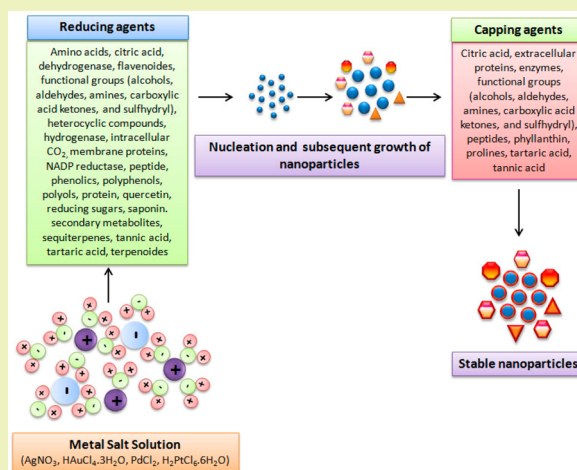 Reducing agents
Amino acids, citric acid,
dehydrogenase, flavenoides,
functional groups (alcohols,
aldehydes, amines, carboxylic
acid ketones, and sulfhydryl),
heterocyclic compounds,
hydrogenase, intracellular
CO2, membrane proteins,
NADP reductase, peptide,
phenolics, polyphenols,
polyols, protein, quercetin,
reducing sugars, saponin.
secondary metabolites,
sequiterpenes, tannic acid,
tartaric acid, terpenoides
Nucleation and subsequent growth of
nanoparticles
Capping agents
Citric acid, extracellular
proteins, enzymes,
functional groups
(alcohols, aldehydes,
amines, carboxylic acid
ketones, and sulfhydryl),
peptides, phyllanthin,
prolines, tartaric acid,
tannic acid
Stable nanoparticles
Metal Salt Solution
(AgNO3, HAuCl4.3H2O, PdCl2, H2PtCl6.6H2O)